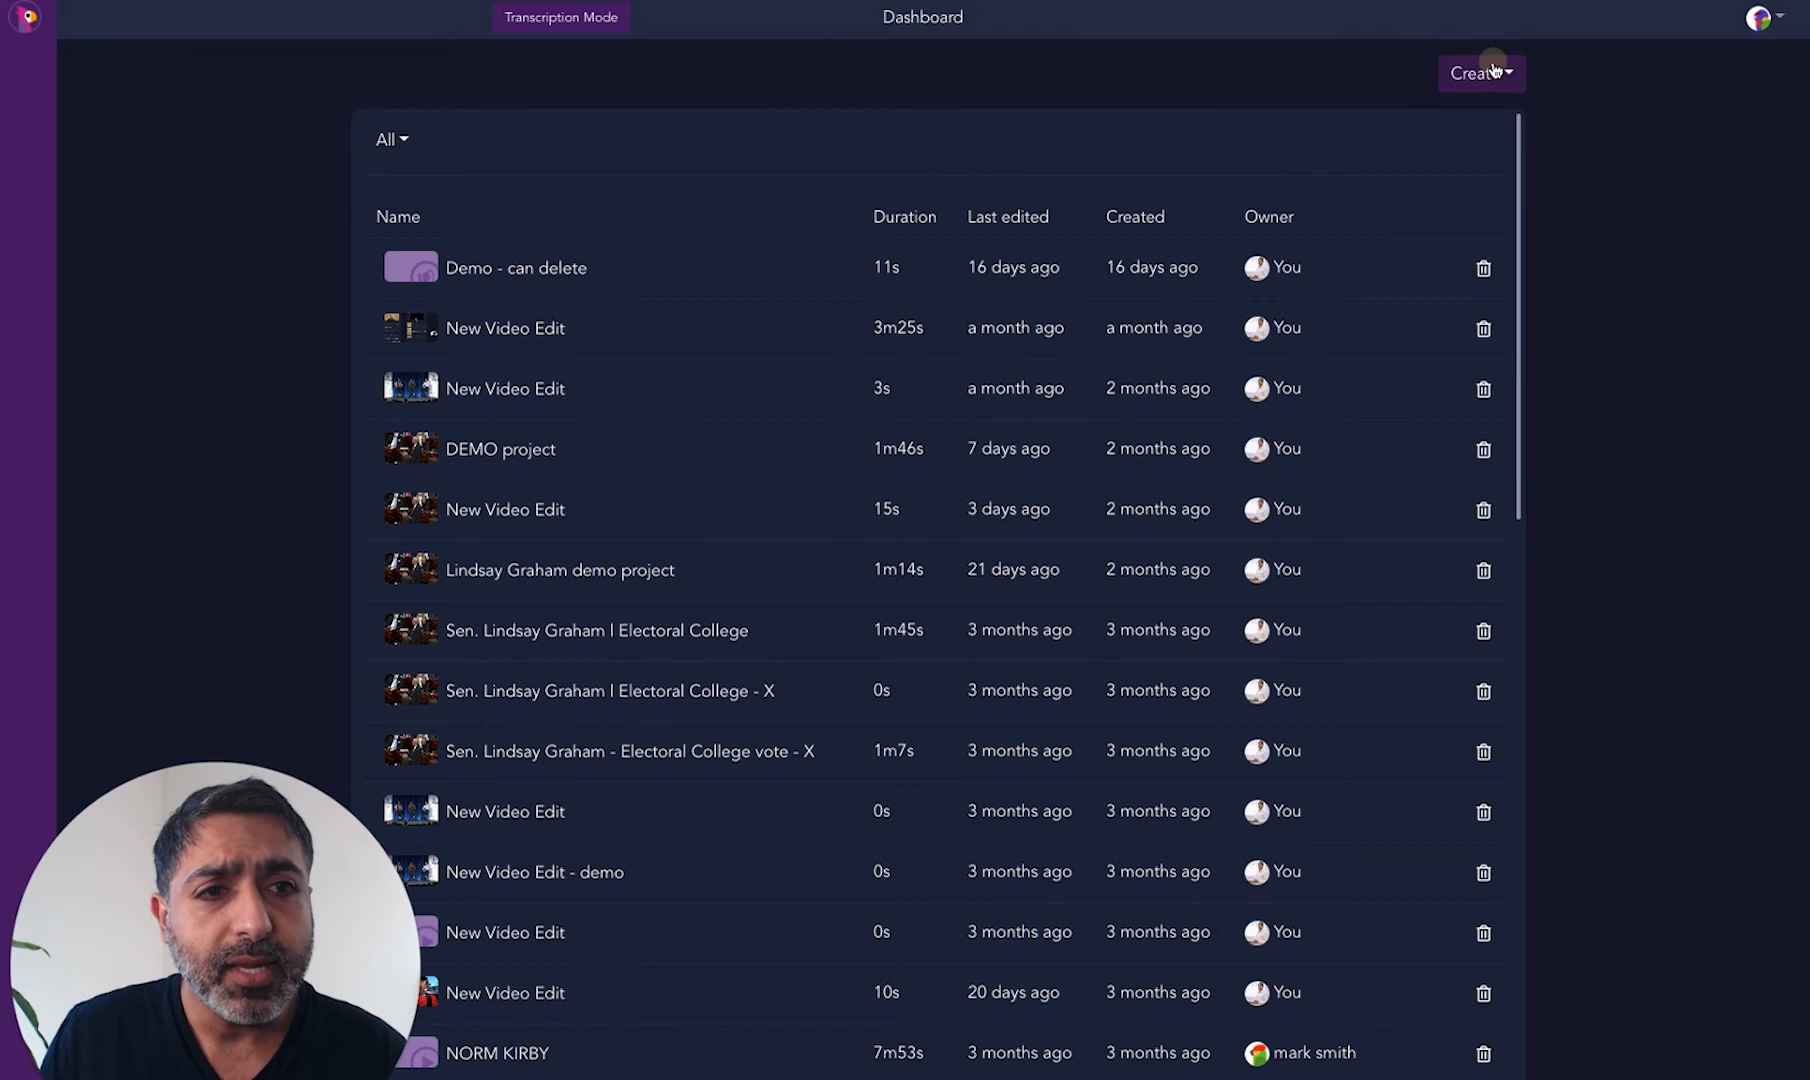 Transcription Mode
Dashboard
Create
All
Name Duration Last edited Created Owner
Demo - can delete 11s 16 days ago 16 days ago You
New Video Edit 3m25s a month ago a month ago You
New Video Edit 3s a month ago 2 months ago You
DEMO project 1m46s 7 days ago 2 months ago You
New Video Edit 15s 3 days ago 2 months ago You
Lindsay Graham demo project 1m14s 21 days ago 2 months ago You
Sen. Lindsay Graham | Electoral College 1m45s 3 months ago 3 months ago You
Sen. Lindsay Graham | Electoral College - X 0s 3 months ago 3 months ago You
Sen. Lindsay Graham - Electoral College vote - X 1m7s 3 months ago 3 months ago You
New Video Edit 0s 3 months ago 3 months ago You
New Video Edit - demo 0s 3 months ago 3 months ago You
New Video Edit 0s 3 months ago 3 months ago You
New Video Edit 10s 20 days ago 3 months ago You
NORM KIRBY 7m53s 3 months ago 3 months ago mark smith